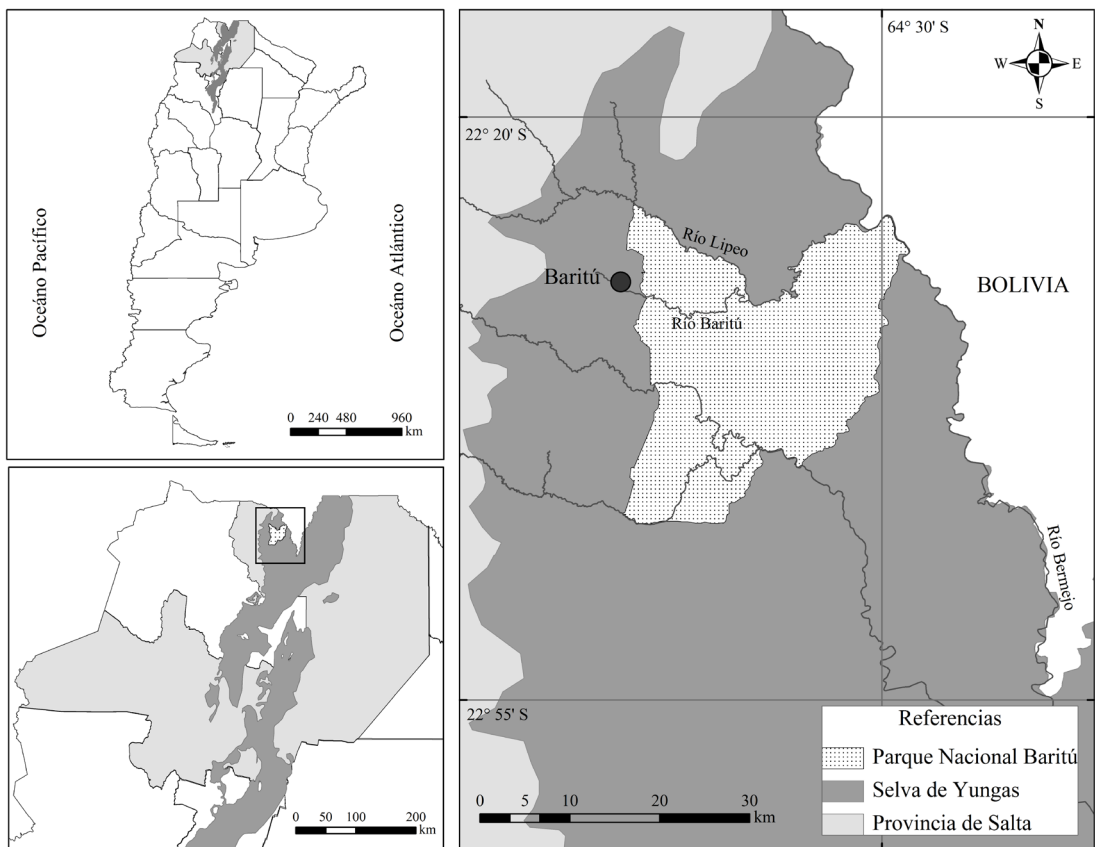 Océano Pacífico
Océano Atlántico
0 240 480 960
km
0 50 100 200
km
64° 30' S
N
W E
S
22° 20' S
Río Lipeo
Baritú
Río Baritú
BOLIVIA
Río Bermejo
22° 55' S
0 5 10 20 30
km
Referencias
Parque Nacional Baritú
Selva de Yungas
Provincia de Salta